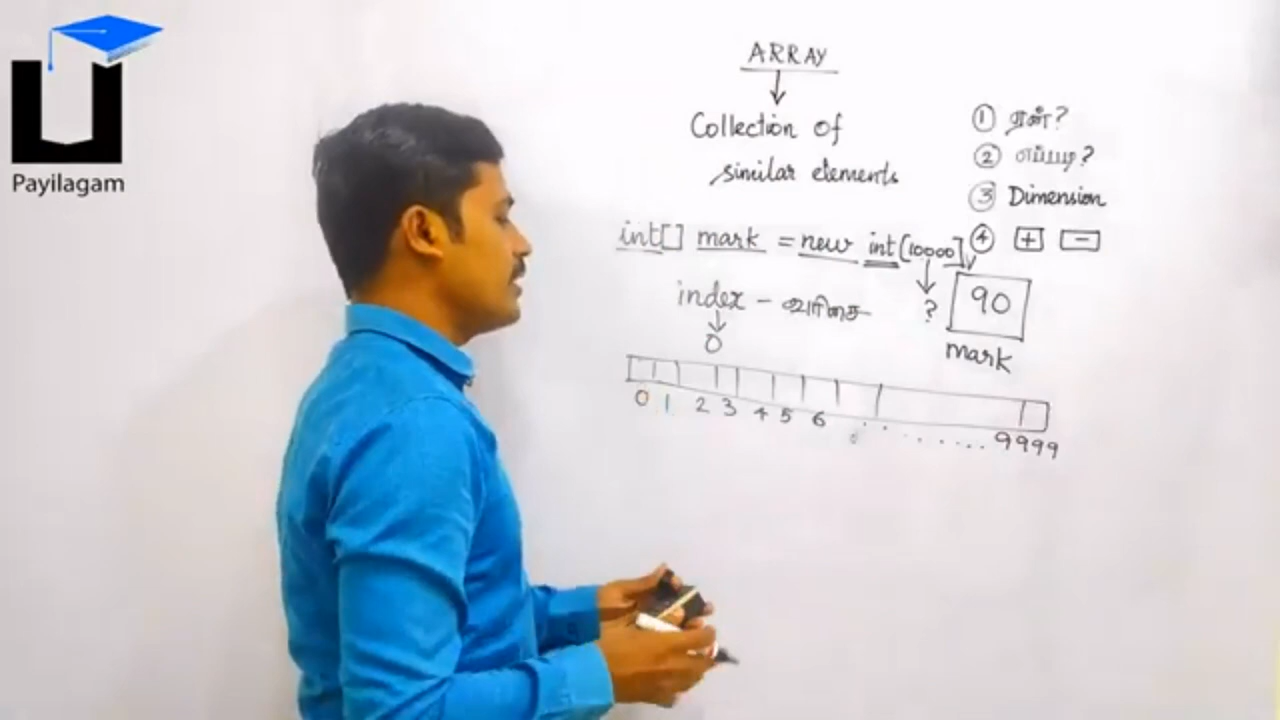 Payilagam
ARRAY
Collection of
similar elements
① ஏன்?
② எப்படி?
③ Dimension
④ + -
int[] mark = new int[10000]
index - வரிசை
0
?
90
mark
0 1 2 3 4 5 6 . . . . . . . . 9999